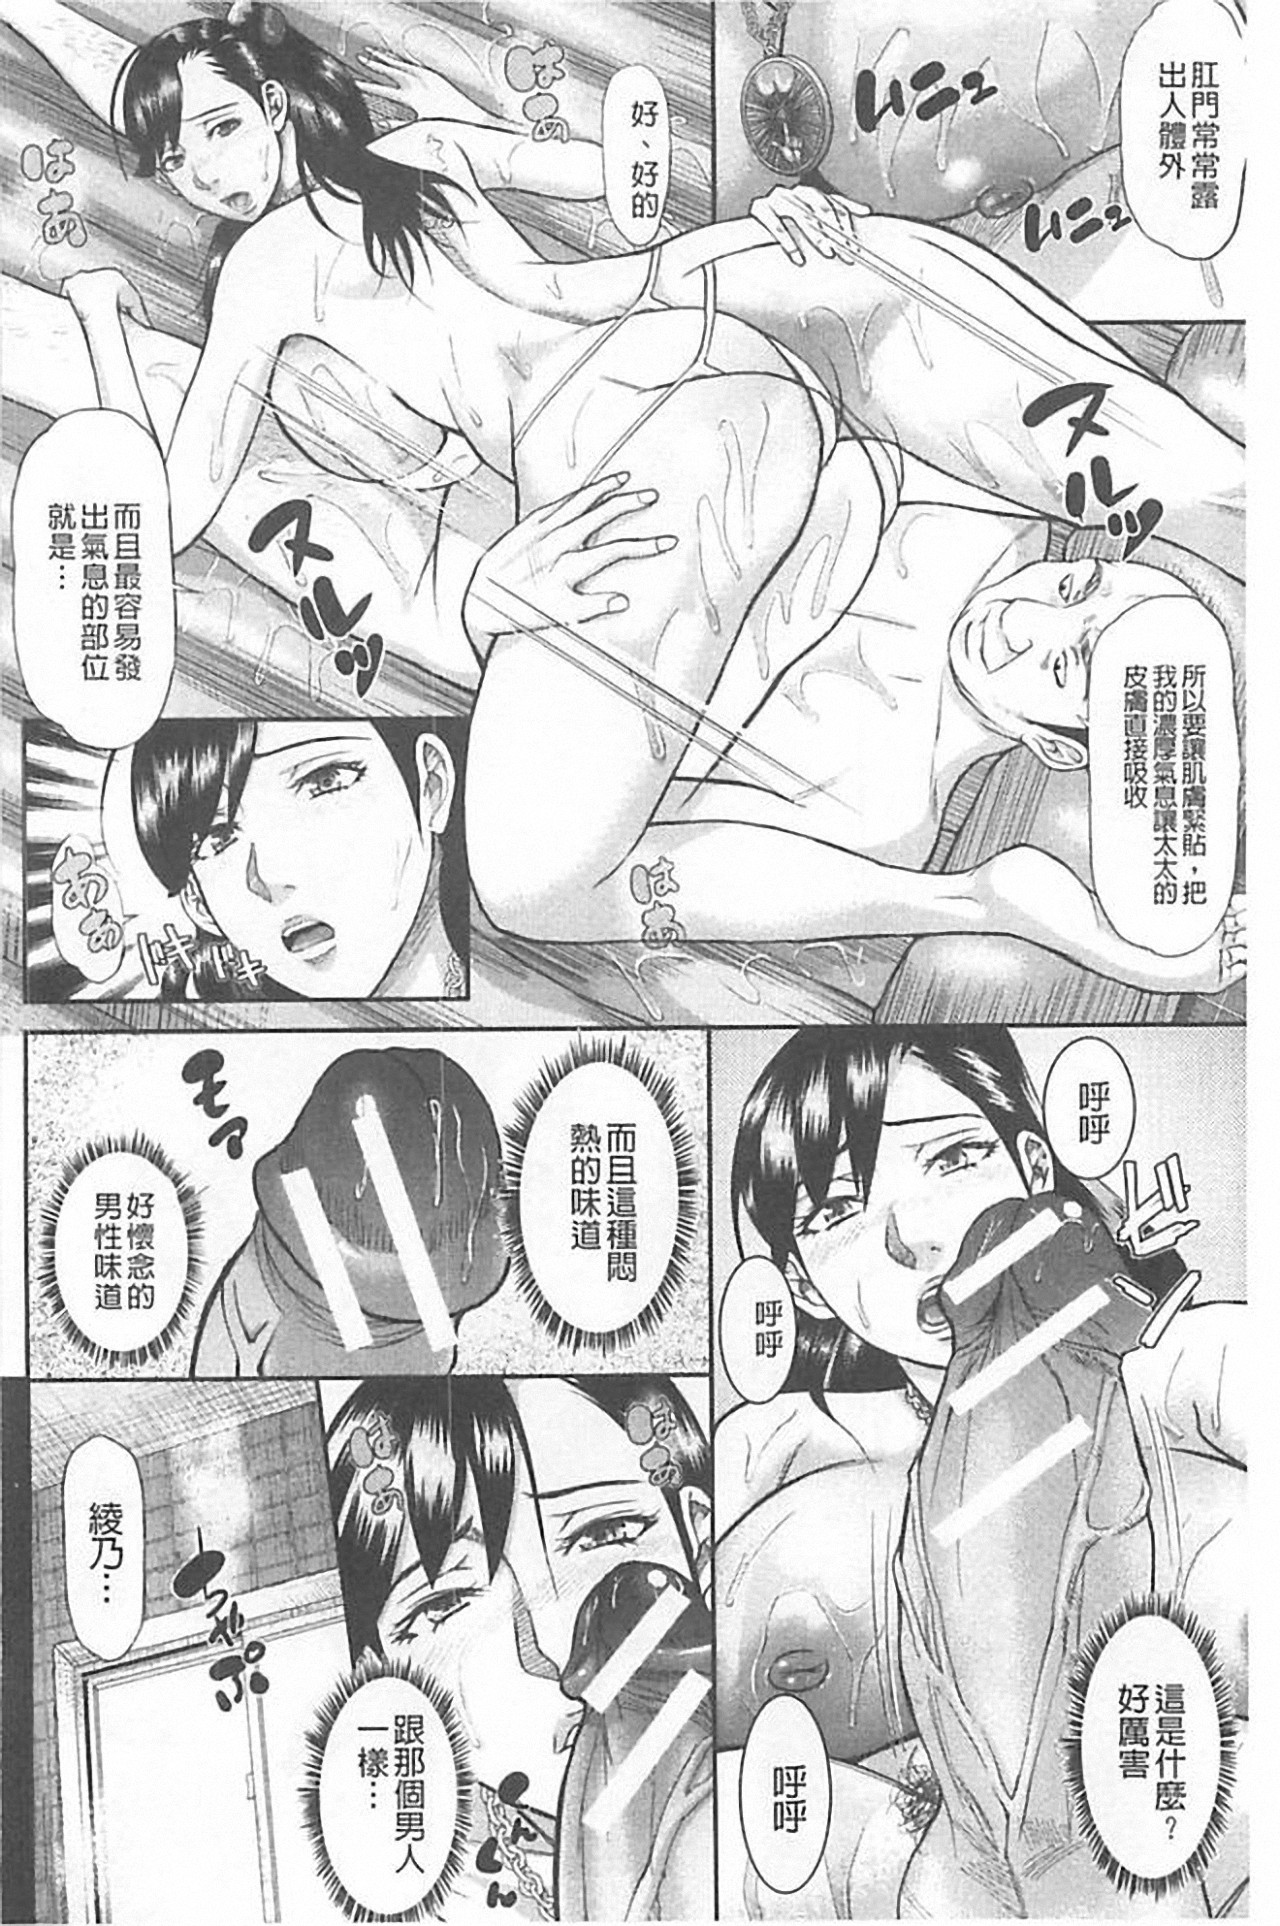 肛門常常露
出人體外
ムニュ
ムニュ
好、好的
はぁ
はぁ
はあ
ヌルッ
ヌルッ
所以要讓肌膚緊貼，把
我的濃厚氣息讓太太的
皮膚直接吸收
而且最容易發
出氣息的部位
就是…
はぁ
ああぁ
ドキ
ドキ
呼呼
呼呼
ビキ
這是什麼？
好厲害
呼呼
而且這種悶
熱的味道
モァ
好懷念的
男性味道
はぁ
はぁ
跟那個男人
一樣…
綾乃…